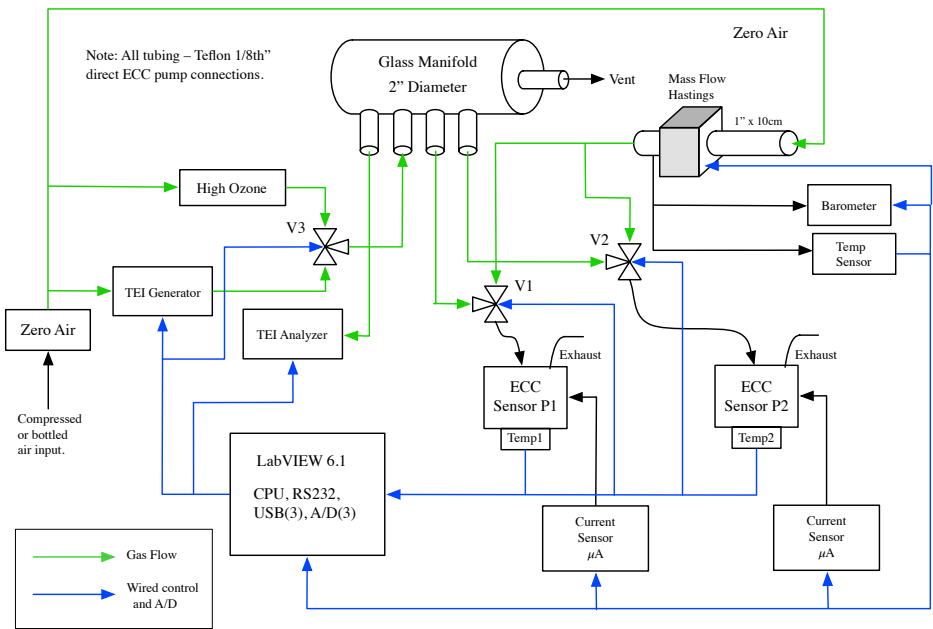 Zero Air
Note: All tubing – Teflon 1/8th”
direct ECC pump connections.
Glass Manifold
2” Diameter
Vent
Mass Flow
Hastings
1” x 10cm
High Ozone
V3
Barometer
V2
Temp
Sensor
TEI Generator
V1
Zero Air
TEI Analyzer
Exhaust
Exhaust
ECC
Sensor P1
ECC
Sensor P2
Compressed
or bottled
air input.
Temp1
Temp2
LabVIEW 6.1
CPU, RS232,
USB(3), A/D(3)
Current
Sensor
µA
Current
Sensor
µA
Gas Flow
Wired control
and A/D